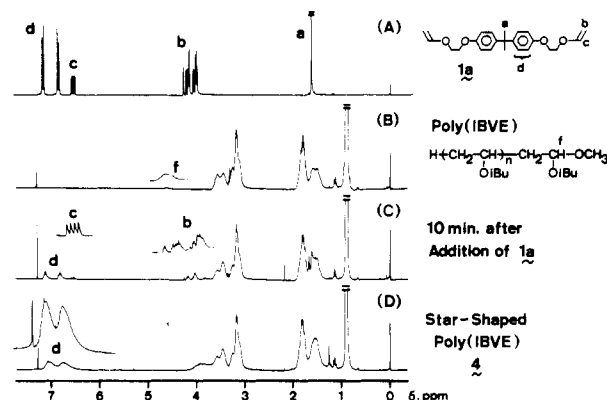 (A)
d
c
b
a
a
b
c
O
O
O
O
d
1a
(B)
f
Poly(IBVE)
f
H(CH2-CH)n CH2-CH-OCH3
OiBu OiBu
(C)
c
d
b
10 min. after
Addition of 1a
(D)
d
Star-Shaped
Poly(IBVE)
4
7 6 5 4 3 2 1 0 δ, ppm